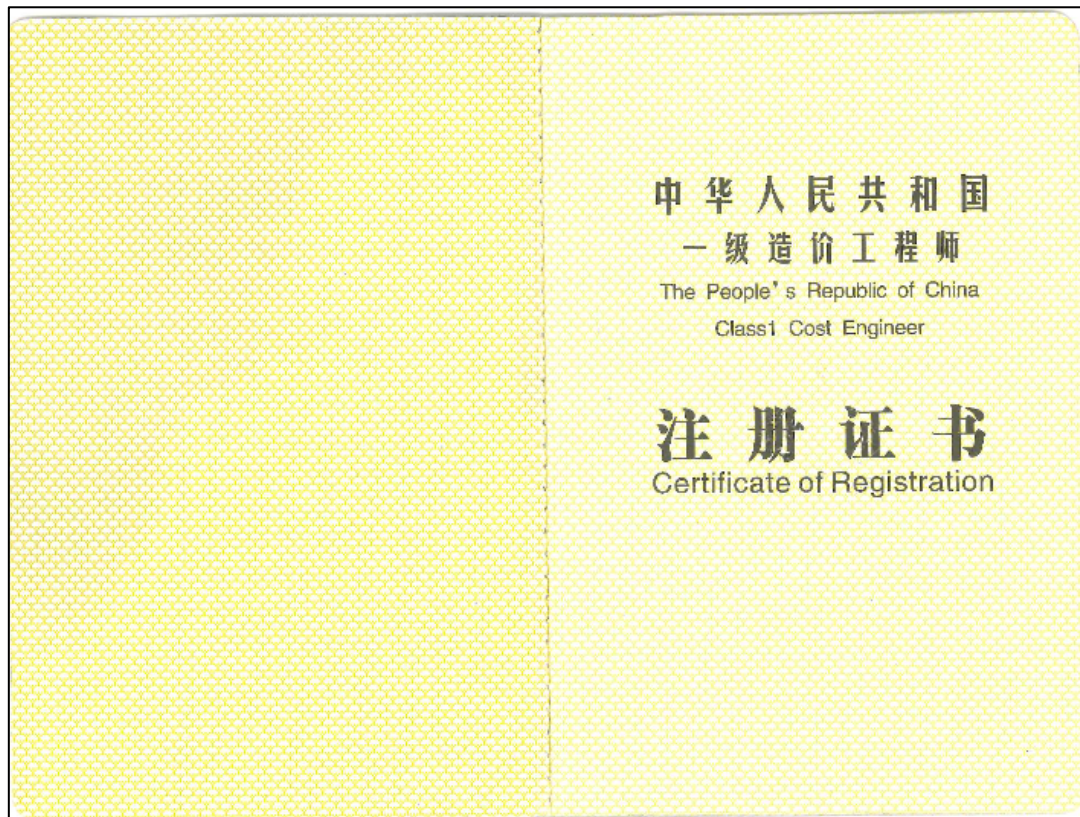 中华人民共和国
一级造价工程师
The People's Republic of China
Class1 Cost Engineer
注册证书
Certificate of Registration